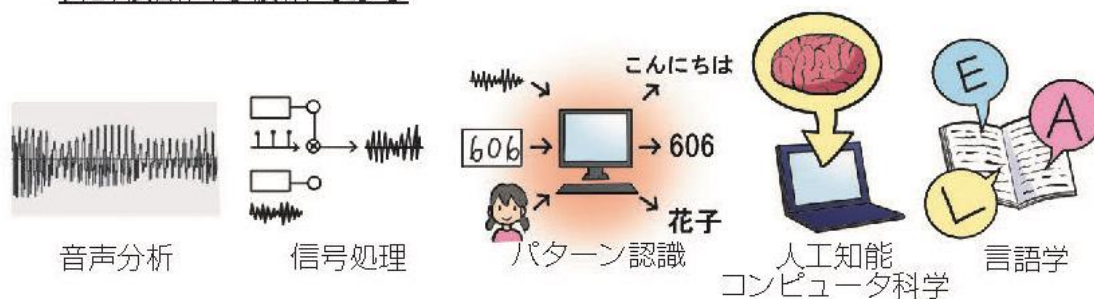 こんにちは
606
606
花子
E
A
L
音声分析
信号処理
パターン認識
人工知能
コンピュータ科学
言語学